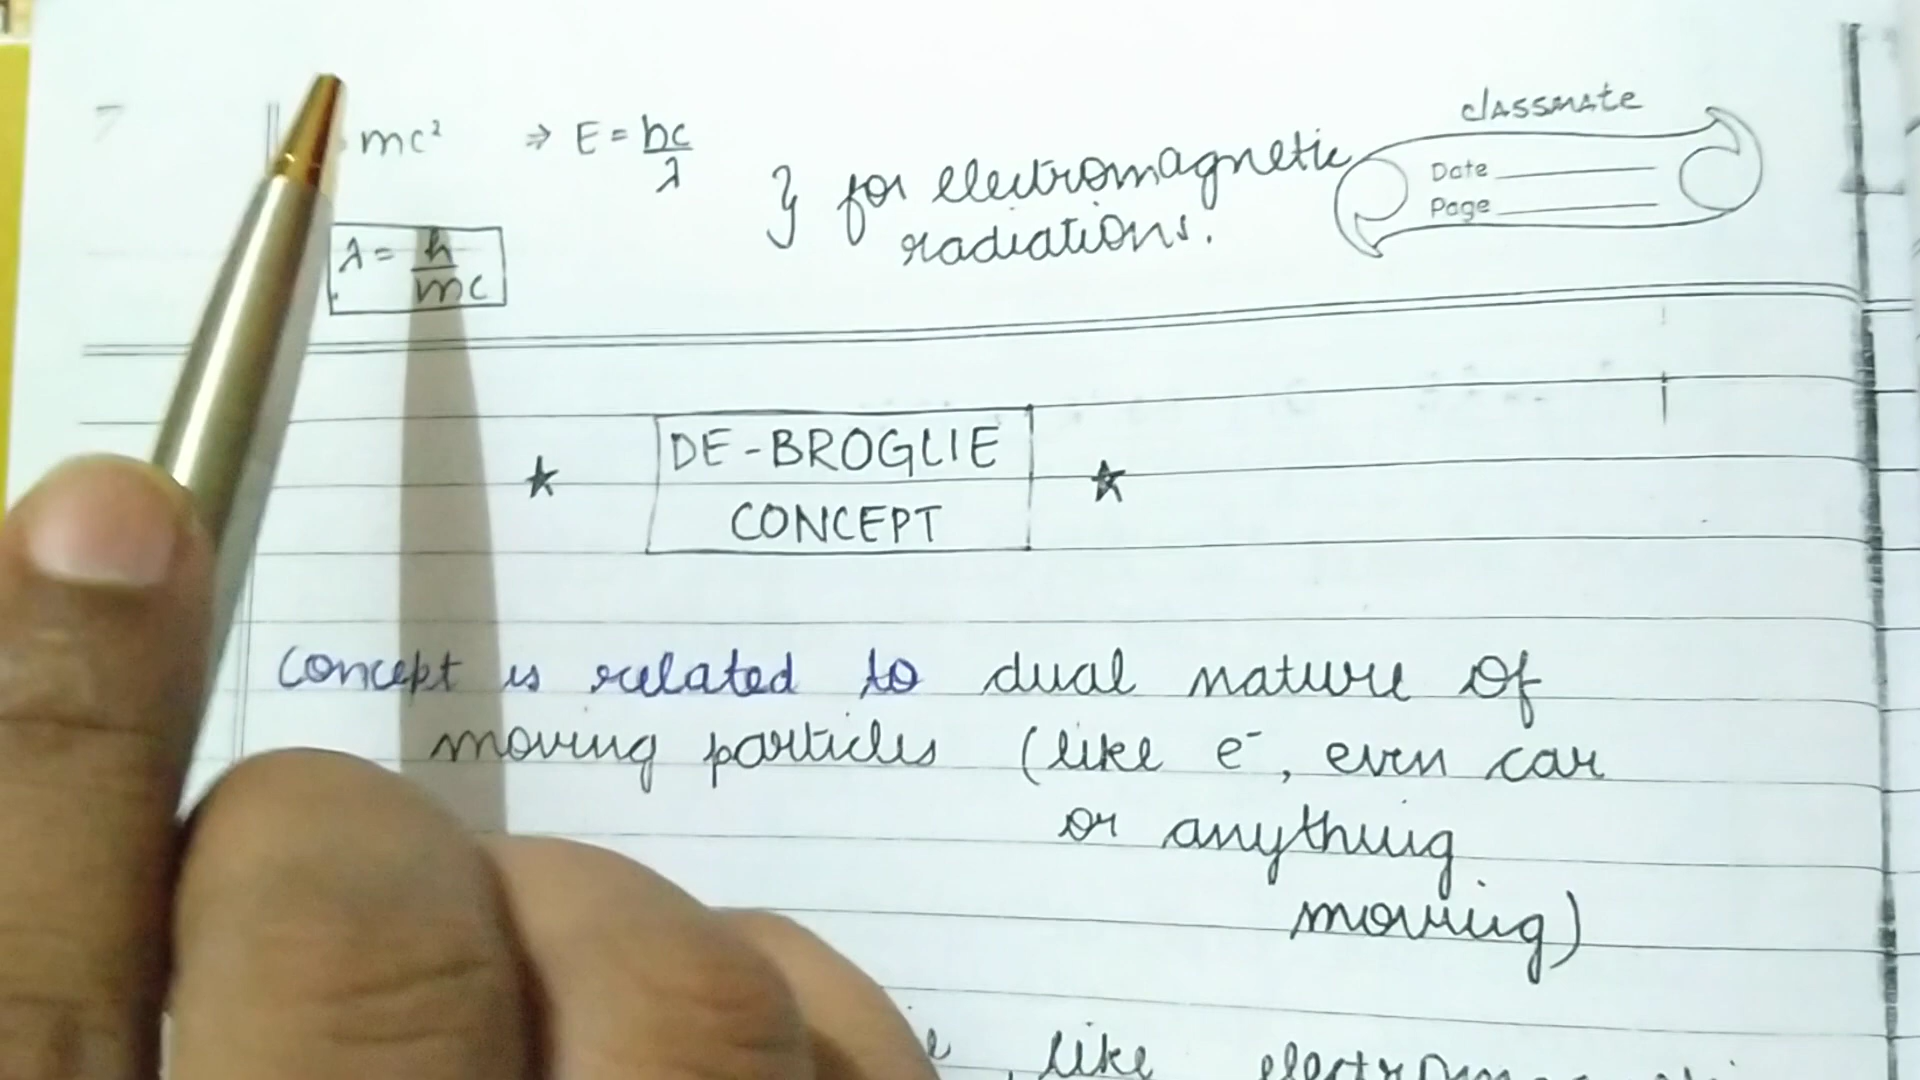 mc² ⇒ E = hc/λ
} for electromagnetic
radiations.
classmate
Date
Page
λ = h/mc
DE-BROGLIE
CONCEPT
Concept is related to dual nature of
moving particles (like e⁻, even car
or anything
moving)
like